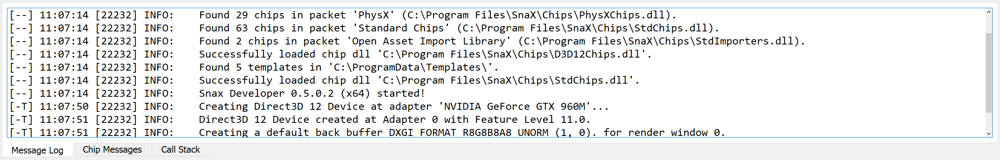 [--] 11:07:14 [22232] INFO:    Found 29 chips in packet 'PhysX' (C:\Program Files\SnaX\Chips\PhysXChips.dll).
[--] 11:07:14 [22232] INFO:    Found 63 chips in packet 'Standard Chips' (C:\Program Files\SnaX\Chips\StdChips.dll).
[--] 11:07:14 [22232] INFO:    Found 2 chips in packet 'Open Asset Import Library' (C:\Program Files\SnaX\Chips\StdImporters.dll).
[--] 11:07:14 [22232] INFO:    Successfully loaded chip dll 'C:\Program Files\SnaX\Chips\D3D12Chips.dll'.
[--] 11:07:14 [22232] INFO:    Found 5 templates in 'C:\ProgramData\Templates\'.
[--] 11:07:14 [22232] INFO:    Successfully loaded chip dll 'C:\Program Files\SnaX\Chips\StdChips.dll'.
[--] 11:07:14 [22232] INFO:    Snax Developer 0.5.0.2 (x64) started!
[-T] 11:07:50 [22232] INFO:    Creating Direct3D 12 Device at adapter 'NVIDIA GeForce GTX 960M'...
[-T] 11:07:51 [22232] INFO:    Direct3D 12 Device created at Adapter 0 with Feature Level 11.0.
[-T] 11:07:51 [22232] INFO:    Creating a default back buffer DXGI_FORMAT_R8G8B8A8_UNORM (1, 0). for render window 0.
Message Log Chip Messages Call Stack